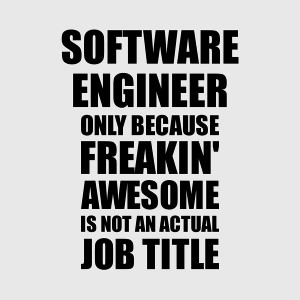 SOFTWARE
ENGINEER
ONLY BECAUSE
FREAKIN'
AWESOME
IS NOT AN ACTUAL
JOB TITLE